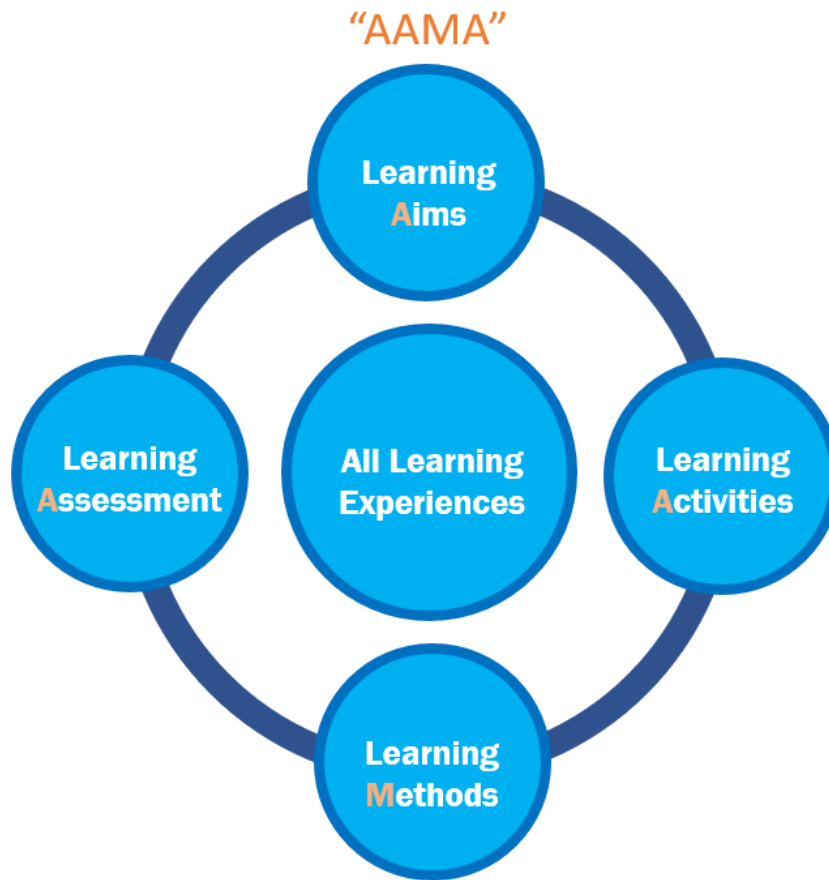 “AAMA”
Learning
Aims
Learning
Assessment
All Learning
Experiences
Learning
Activities
Learning
Methods